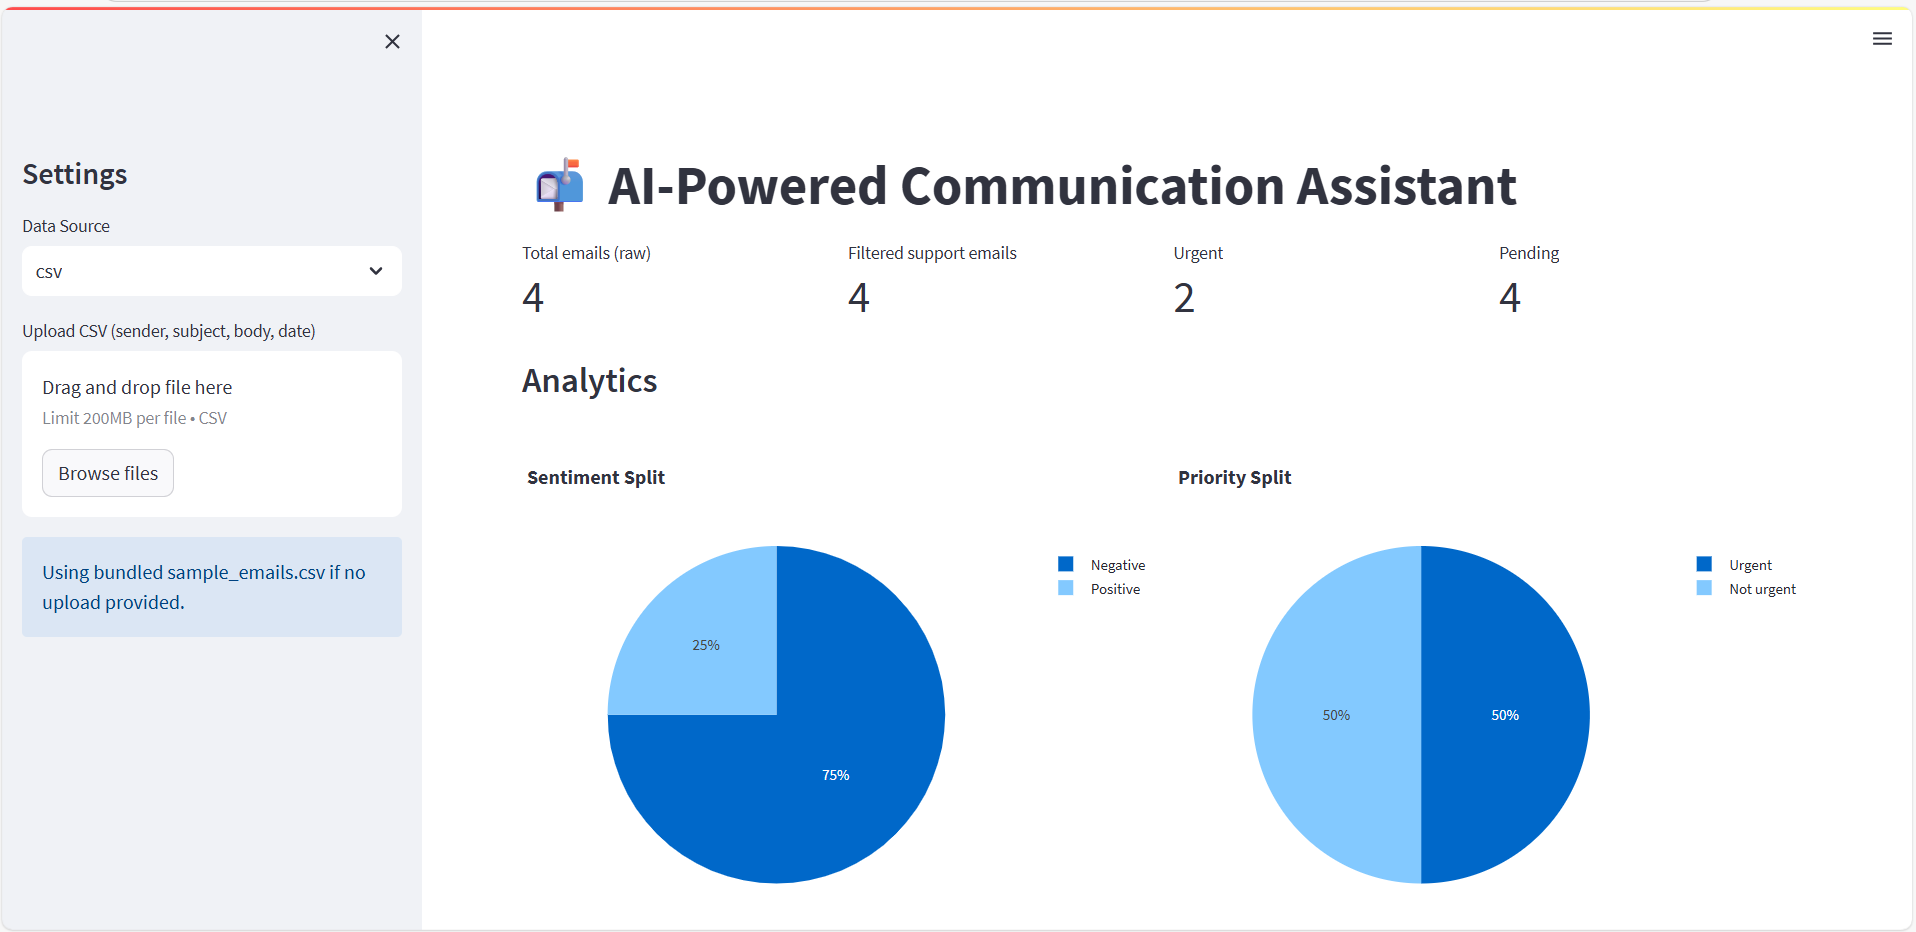 Settings
Data Source
CSV
Upload CSV (sender, subject, body, date)
Drag and drop file here
Limit 200MB per file • CSV
Browse files
Using bundled sample_emails.csv if no
upload provided.
AI-Powered Communication Assistant
Total emails (raw)
4
Filtered support emails
4
Urgent
2
Pending
4
Analytics
Sentiment Split
Negative
Positive
25%
75%
Priority Split
Urgent
Not urgent
50%
50%